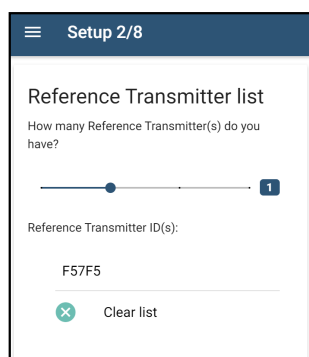 Setup 2/8
Reference Transmitter list
How many Reference Transmitter(s) do you
have?
1
Reference Transmitter ID(s):
F57F5
Clear list